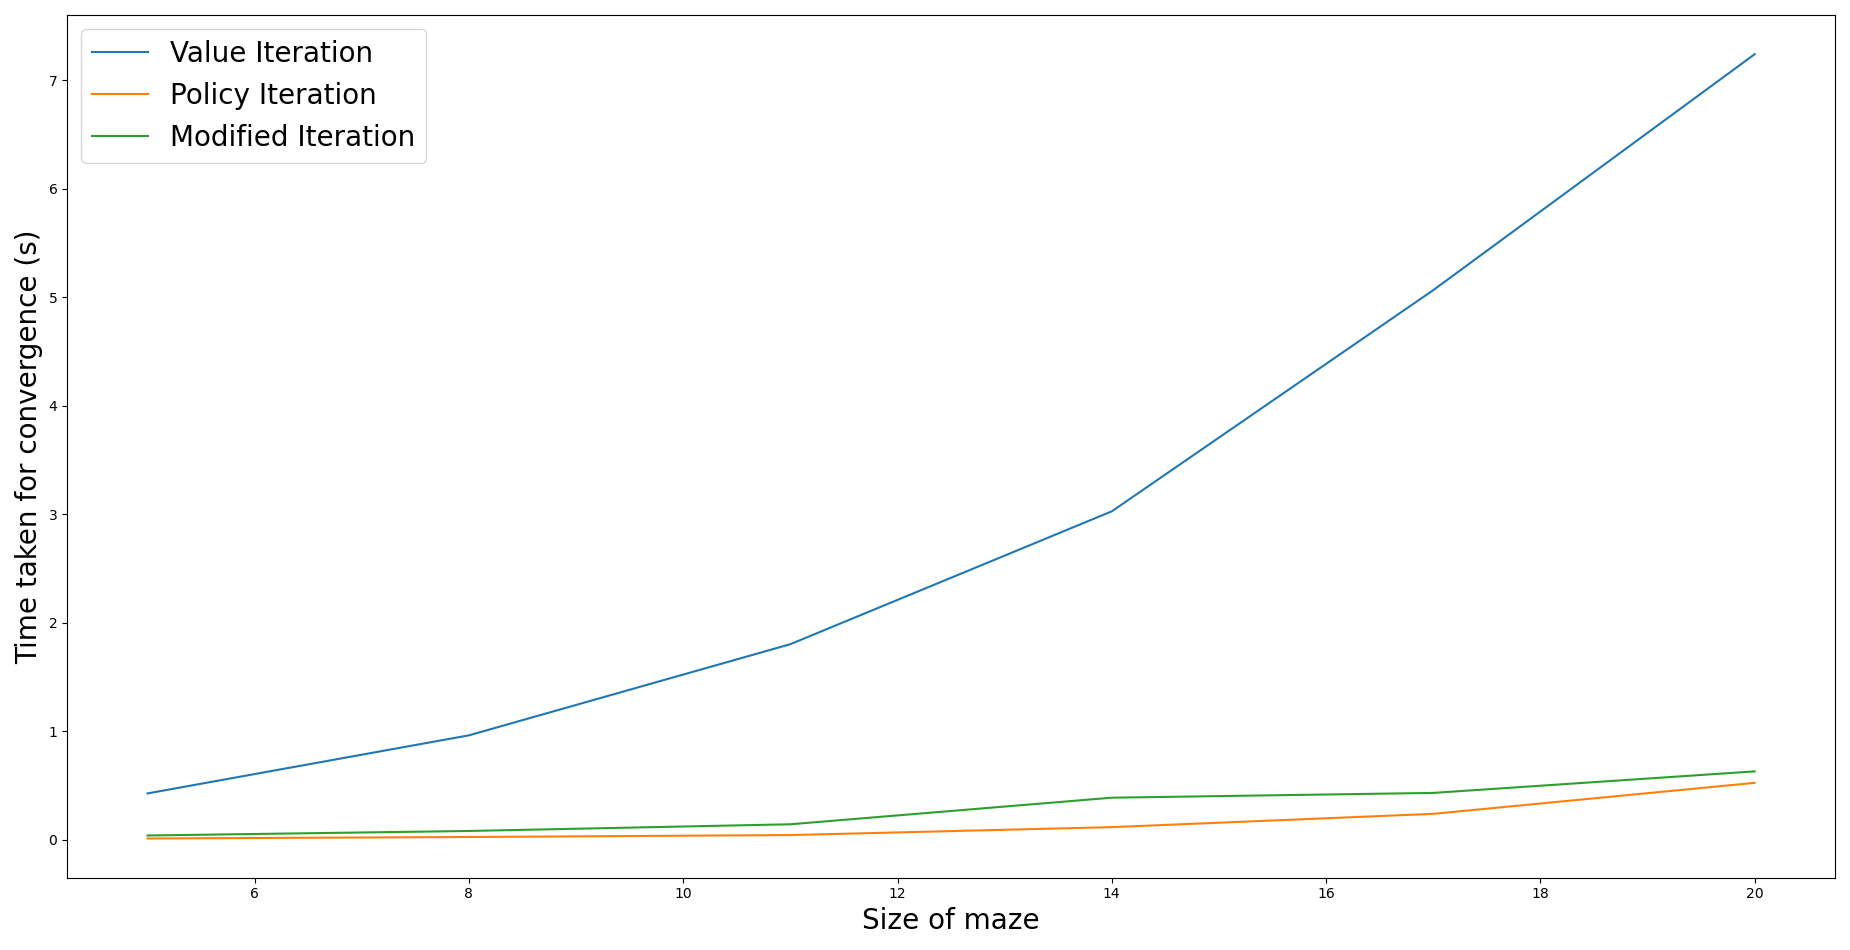 Value Iteration
Policy Iteration
Modified Iteration
Time taken for convergence (s)
7
6
5
4
3
2
1
0
6 8 10 12 14 16 18 20
Size of maze